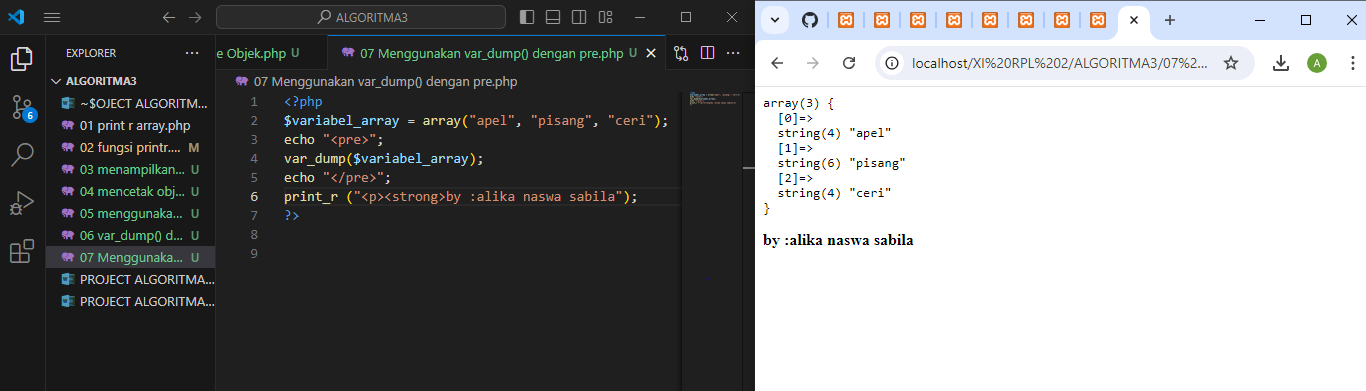 ALGORITMA3
EXPLORER
ALGORITMA3
~$OJECT ALGORITM...
01 print r array.php
02 fungsi printr.... M
03 menampilkan... U
04 mencetak obj... U
05 menggunaka... U
06 var_dump() d... U
07 Menggunaka... U
PROJECT ALGORITMA...
PROJECT ALGORITMA...
6
e Objek.php U
07 Menggunakan var_dump() dengan pre.php U
07 Menggunakan var_dump() dengan pre.php
1 <?php
2 $variabel_array = array("apel", "pisang", "ceri");
3 echo "<pre>";
4 var_dump($variabel_array);
5 echo "</pre>";
6 print_r ("<p><strong>by :alika naswa sabila");
7 ?>
8
9
localhost/XI%20RPL%202/ALGORITMA3/07%2...
A
array(3) {
[0]=>
string(4) "apel"
[1]=>
string(6) "pisang"
[2]=>
string(4) "ceri"
}
by :alika naswa sabila